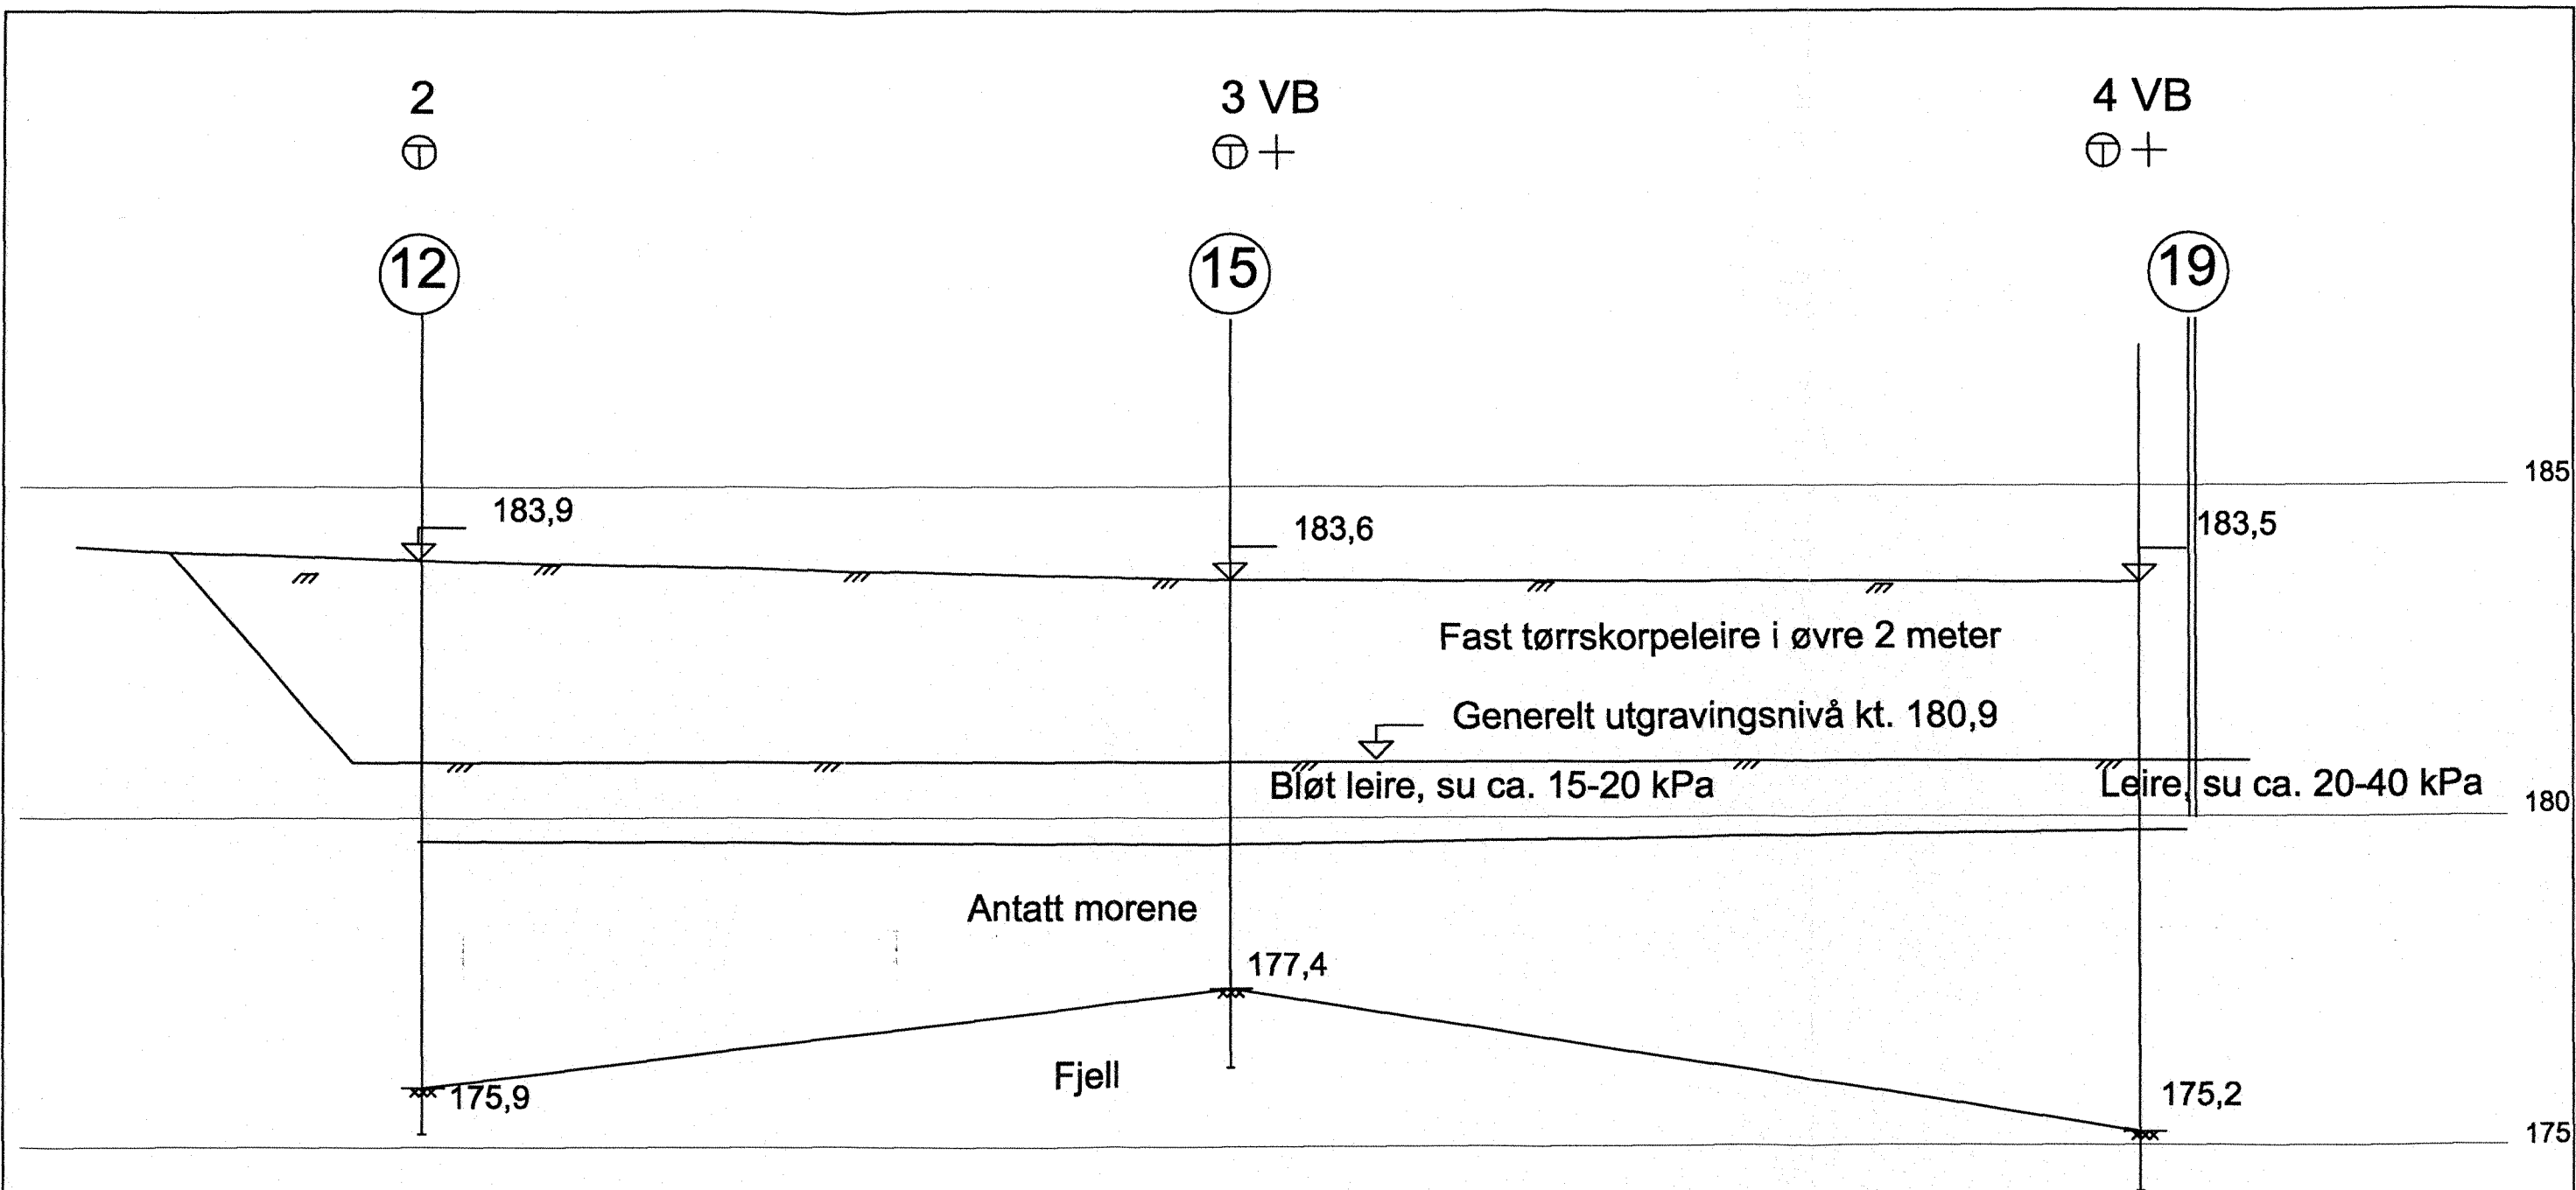 2
3 VB
4 VB
12
15
19
185
183,9
183,6
183,5
Fast tørrskorpeleire i øvre 2 meter
Generelt utgravingsnivå kt. 180,9
Bløt leire, su ca. 15-20 kPa
Leire, su ca. 20-40 kPa
180
Antatt morene
177,4
Fjell
175,9
175,2
175